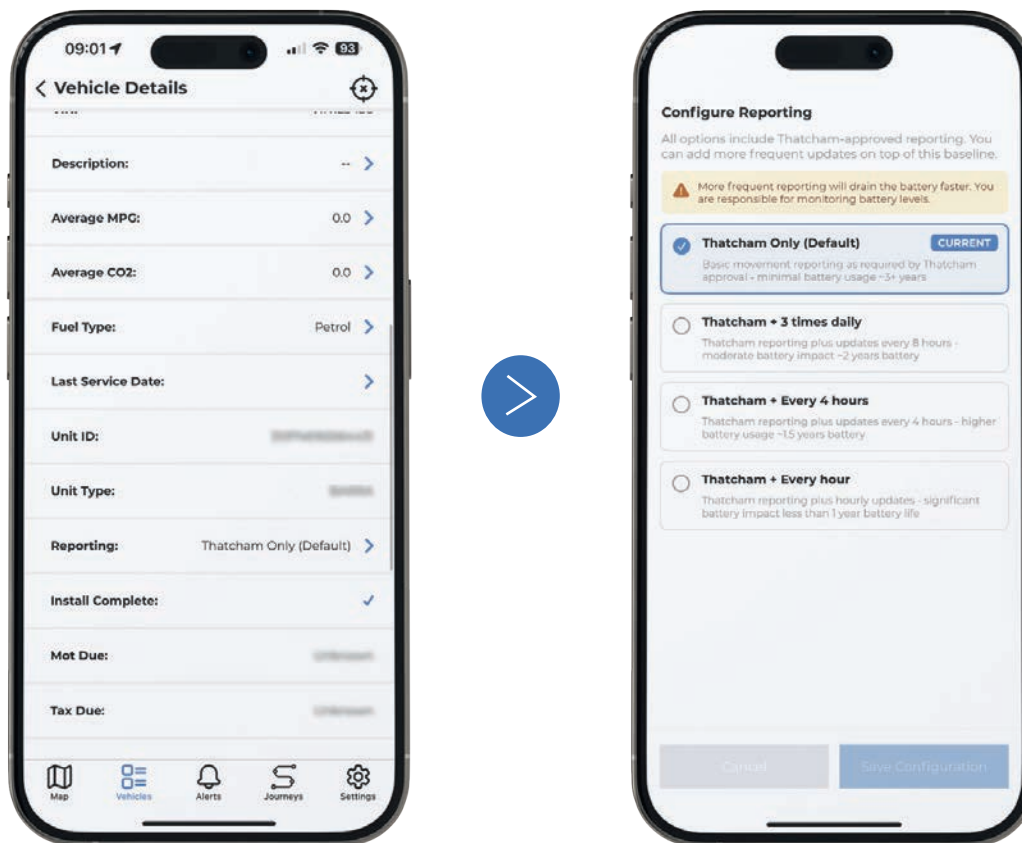 09:01
93
Vehicle Details
Description: --
Average MPG: 0.0
Average CO2: 0.0
Fuel Type: Petrol
Last Service Date:
Unit ID:
Unit Type:
Reporting: Thatcham Only (Default)
Install Complete:
Mot Due:
Tax Due:
Map Vehicles Alerts Journeys Settings
Configure Reporting
All options include Thatcham-approved reporting. You
can add more frequent updates on top of this baseline.
More frequent reporting will drain the battery faster. You
are responsible for monitoring battery levels.
Thatcham Only (Default) CURRENT
Basic movement reporting as required by Thatcham
approval - minimal battery usage ~3+ years
Thatcham + 3 times daily
Thatcham reporting plus updates every 8 hours -
moderate battery impact ~2 years battery
Thatcham + Every 4 hours
Thatcham reporting plus updates every 4 hours - higher
battery usage ~1.5 years battery
Thatcham + Every hour
Thatcham reporting plus hourly updates - significant
battery impact less than 1 year battery life
Cancel Save Configuration